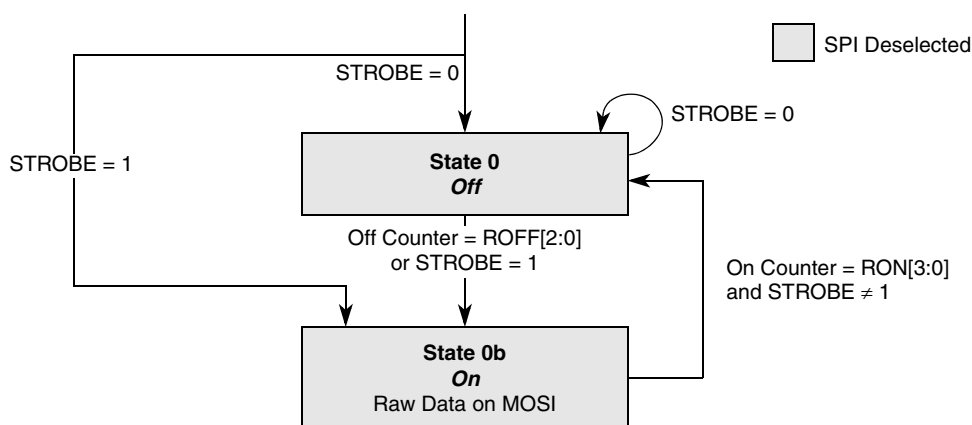 SPI Deselected
STROBE = 0
STROBE = 0
STROBE = 1
State 0
Off
Off Counter = ROFF[2:0]
or STROBE = 1
On Counter = RON[3:0]
and STROBE ≠ 1
State 0b
On
Raw Data on MOSI